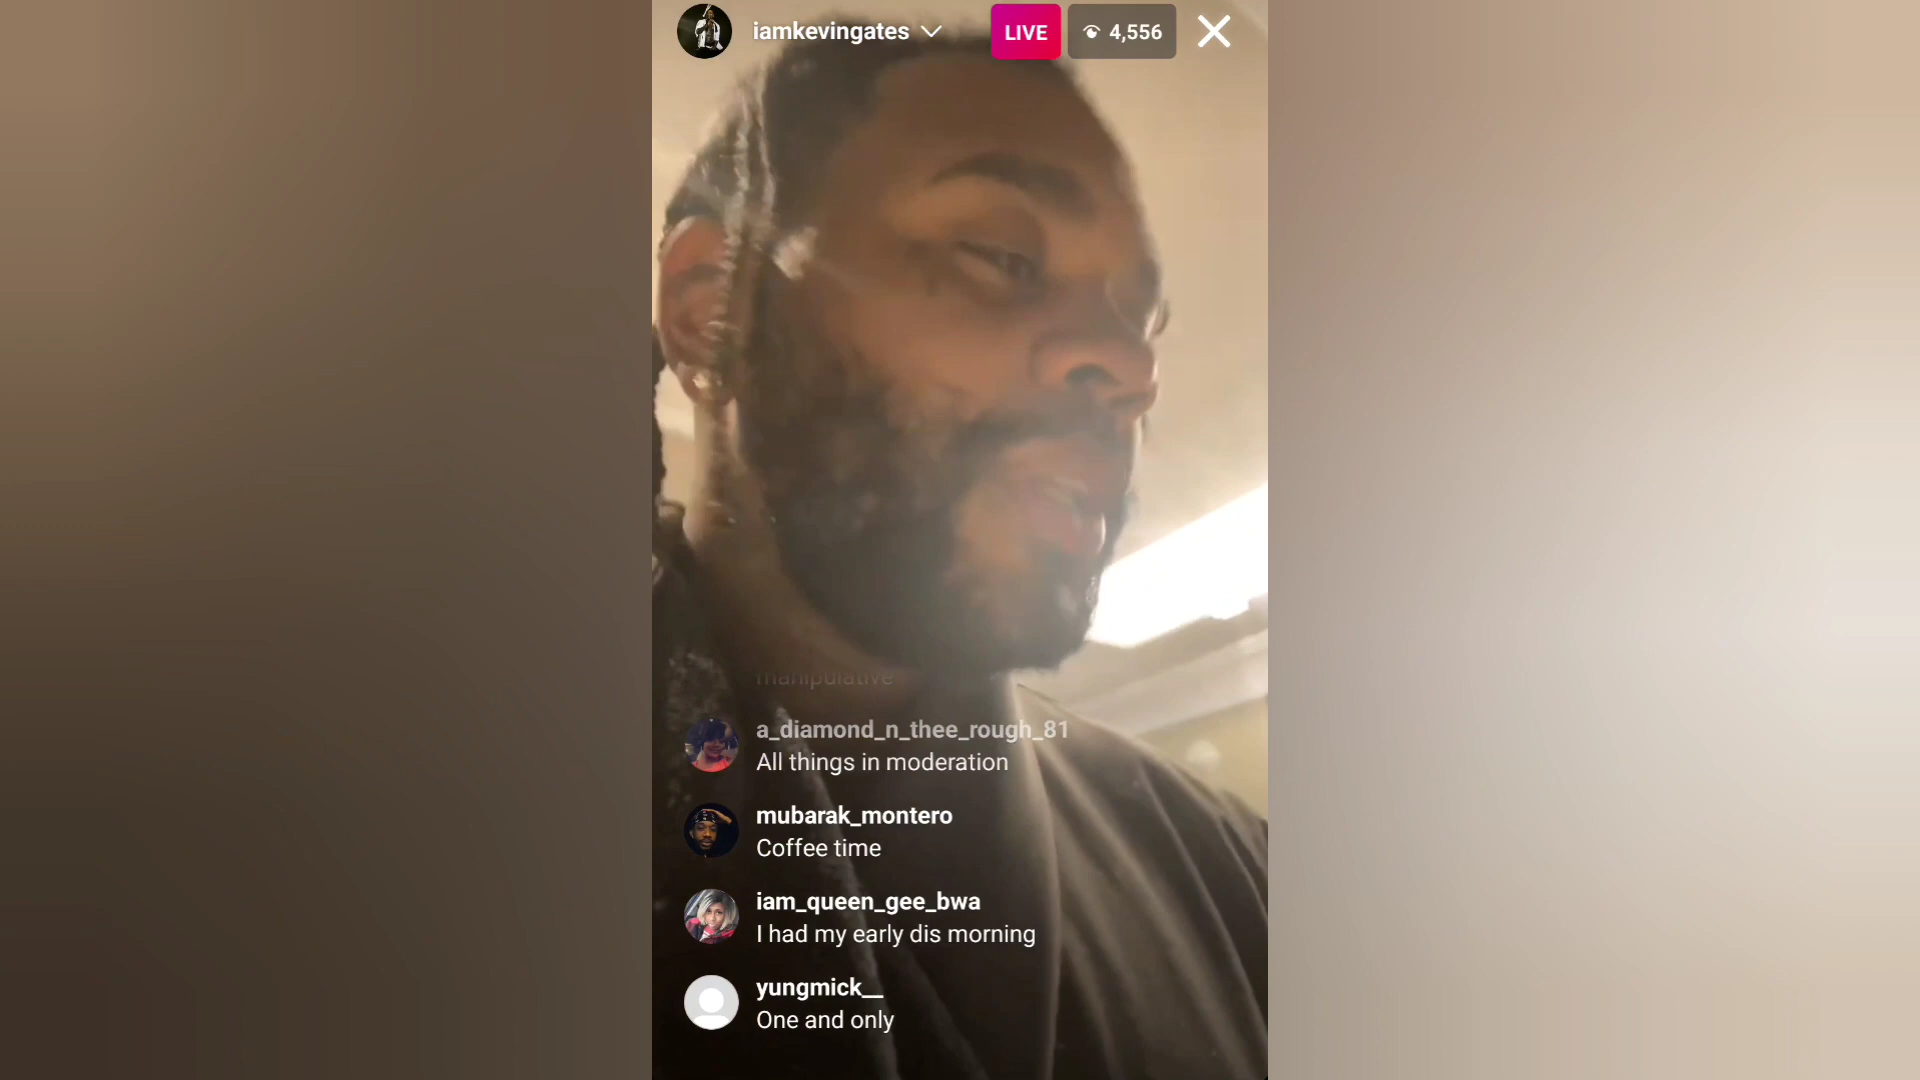 iamkevingates
LIVE
4,556
manipulative
a_diamond_n_thee_rough_81
All things in moderation
mubarak_montero
Coffee time
iam_queen_gee_bwa
I had my early dis morning
yungmick__
One and only